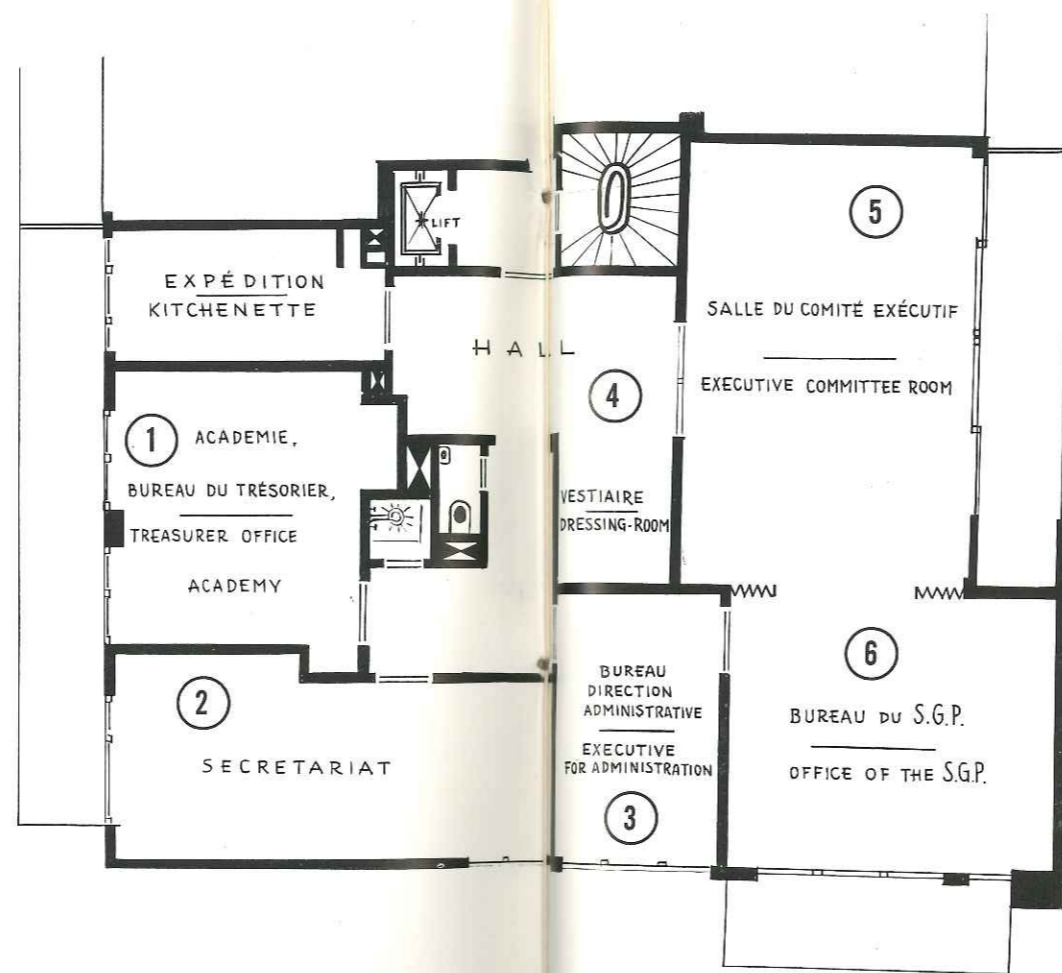 LIFT
EXPÉDITION
KITCHENETTE
HALL
1
ACADEMIE,
BUREAU DU TRÉSORIER,
TREASURER OFFICE
ACADEMY
2
SECRETARIAT
4
VESTIAIRE
DRESSING-ROOM
5
SALLE DU COMITÉ EXÉCUTIF
EXECUTIVE COMMITTEE ROOM
BUREAU
DIRECTION
ADMINISTRATIVE
EXECUTIVE
FOR ADMINISTRATION
3
6
BUREAU DU S.G.P.
OFFICE OF THE S.G.P.